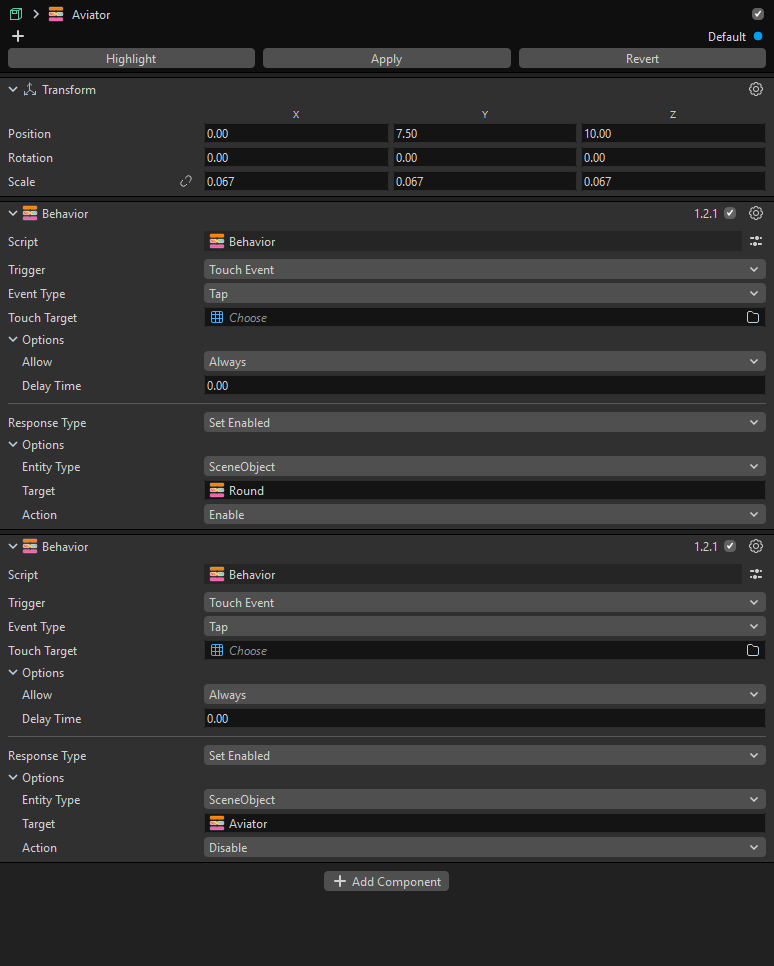 Aviator
Default
Highlight Apply Revert
Transform
X Y Z
Position 0.00 7.50 10.00
Rotation 0.00 0.00 0.00
Scale 0.067 0.067 0.067
Behavior 1.2.1
Script Behavior
Trigger Touch Event
Event Type Tap
Touch Target Choose
Options
Allow Always
Delay Time 0.00
Response Type Set Enabled
Options
Entity Type SceneObject
Target Round
Action Enable
Behavior 1.2.1
Script Behavior
Trigger Touch Event
Event Type Tap
Touch Target Choose
Options
Allow Always
Delay Time 0.00
Response Type Set Enabled
Options
Entity Type SceneObject
Target Aviator
Action Disable
Add Component